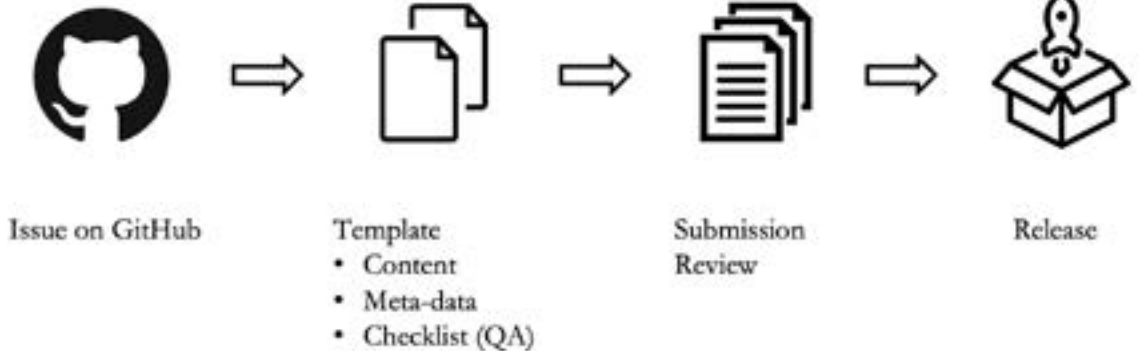 Issue on GitHub
Template
• Content
• Meta-data
• Checklist (QA)
Submission
Review
Release